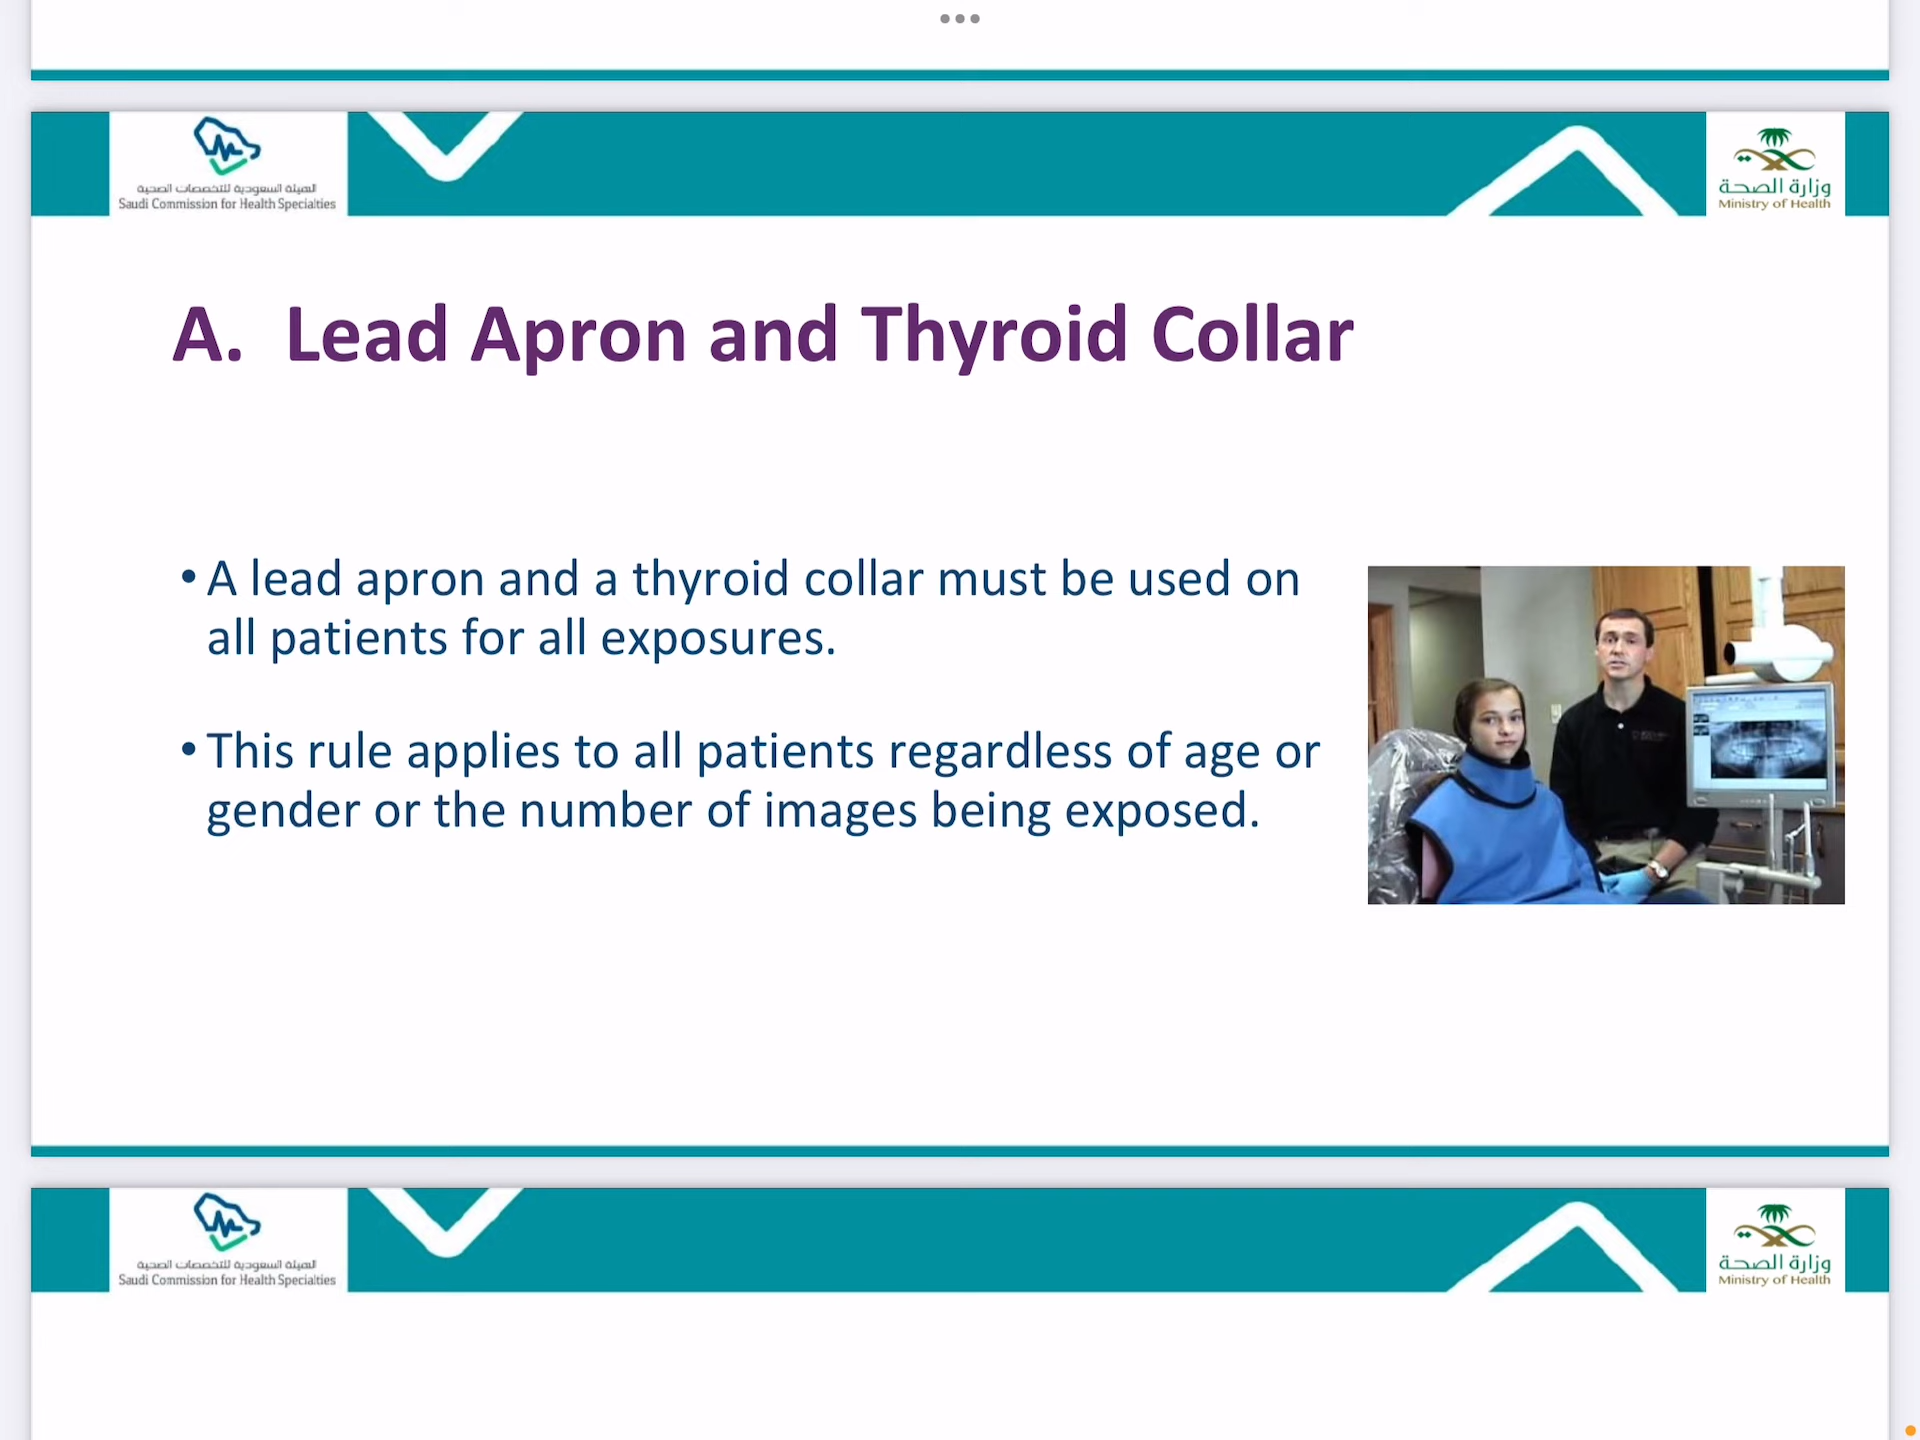 الهيئة السعودية للتخصصات الصحية
Saudi Commission for Health Specialties
وزارة الصحة
Ministry of Health
A. Lead Apron and Thyroid Collar
• A lead apron and a thyroid collar must be used on
all patients for all exposures.
• This rule applies to all patients regardless of age or
gender or the number of images being exposed.
الهيئة السعودية للتخصصات الصحية
Saudi Commission for Health Specialties
وزارة الصحة
Ministry of Health